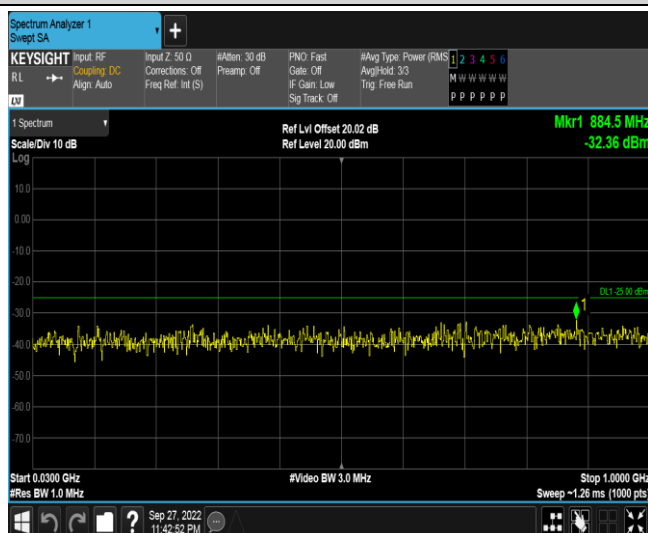 Spectrum Analyzer 1
Swept SA
+
KEYSIGHT
RL
LXI
Input: RF
Coupling: DC
Align: Auto
Input Z: 50 Ω
Corrections: Off
Freq Ref: Int (S)
#Atten: 30 dB
Preamp: Off
PNO: Fast
Gate: Off
IF Gain: Low
Sig Track: Off
#Avg Type: Power (RMS
Avg|Hold: 3/3
Trig: Free Run
1 2 3 4 5 6
M W W W W W
P P P P P P
1 Spectrum
Scale/Div 10 dB
Log
Ref Lvl Offset 20.02 dB
Ref Level 20.00 dBm
Mkr1 884.5 MHz
-32.36 dBm
10.0
0.00
-10.0
-20.0
DL1 -25.00 dBm
1
-30.0
-40.0
-50.0
-60.0
-70.0
Start 0.0300 GHz
#Video BW 3.0 MHz
Stop 1.0000 GHz
#Res BW 1.0 MHz
Sweep ~1.26 ms (1000 pts)
?
Sep 27, 2022
11:42:52 PM